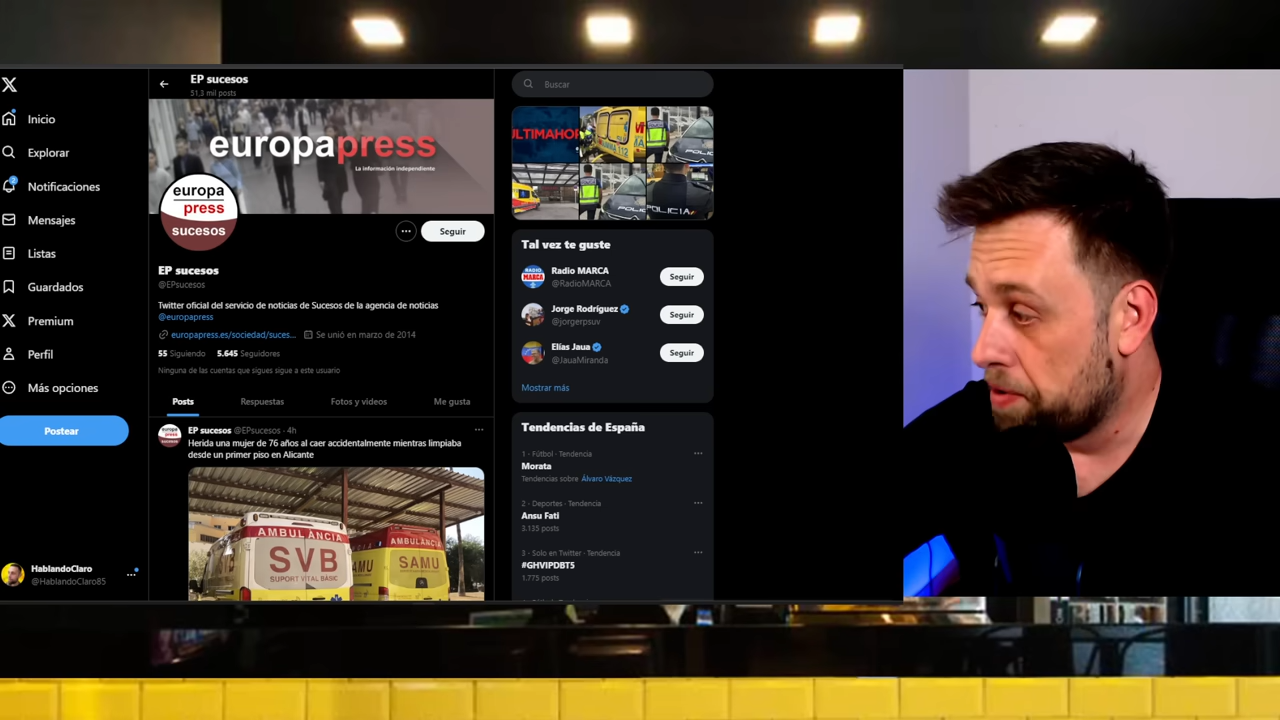 EP sucesos
51,3 mil posts
Inicio
Explorar
2
Notificaciones
Mensajes
Listas
Guardados
Premium
Perfil
Más opciones
Postear
HablandoClaro
@HablandoClaro85
europapress
La información independiente
europa
press
sucesos
Seguir
EP sucesos
@EPsucesos
Twitter oficial del servicio de noticias de Sucesos de la agencia de noticias
@europapress
europapress.es/sociedad/suces... Se unió en marzo de 2014
55 Siguiendo 5.645 Seguidores
Ninguna de las cuentas que sigues sigue a este usuario
Posts Respuestas Fotos y videos Me gusta
EP sucesos @EPsucesos · 4h
Herida una mujer de 76 años al caer accidentalmente mientras limpiaba
desde un primer piso en Alicante
AMBULÀNCIA
SVB
SUPORT VITAL BÀSIC
AMBULÀNCIA
SAMU
Buscar
ULTIMAHO
POLICIA
Tal vez te guste
Radio MARCA
@RadioMARCA
Seguir
Jorge Rodríguez
@jorgerpsuv
Seguir
Elías Jaua
@JauaMiranda
Seguir
Mostrar más
Tendencias de España
1 · Fútbol · Tendencia
Morata
Tendencias sobre Álvaro Vázquez
2 · Deportes · Tendencia
Ansu Fati
3.135 posts
3 · Solo en Twitter · Tendencia
#GHVIPDBT5
1.775 posts